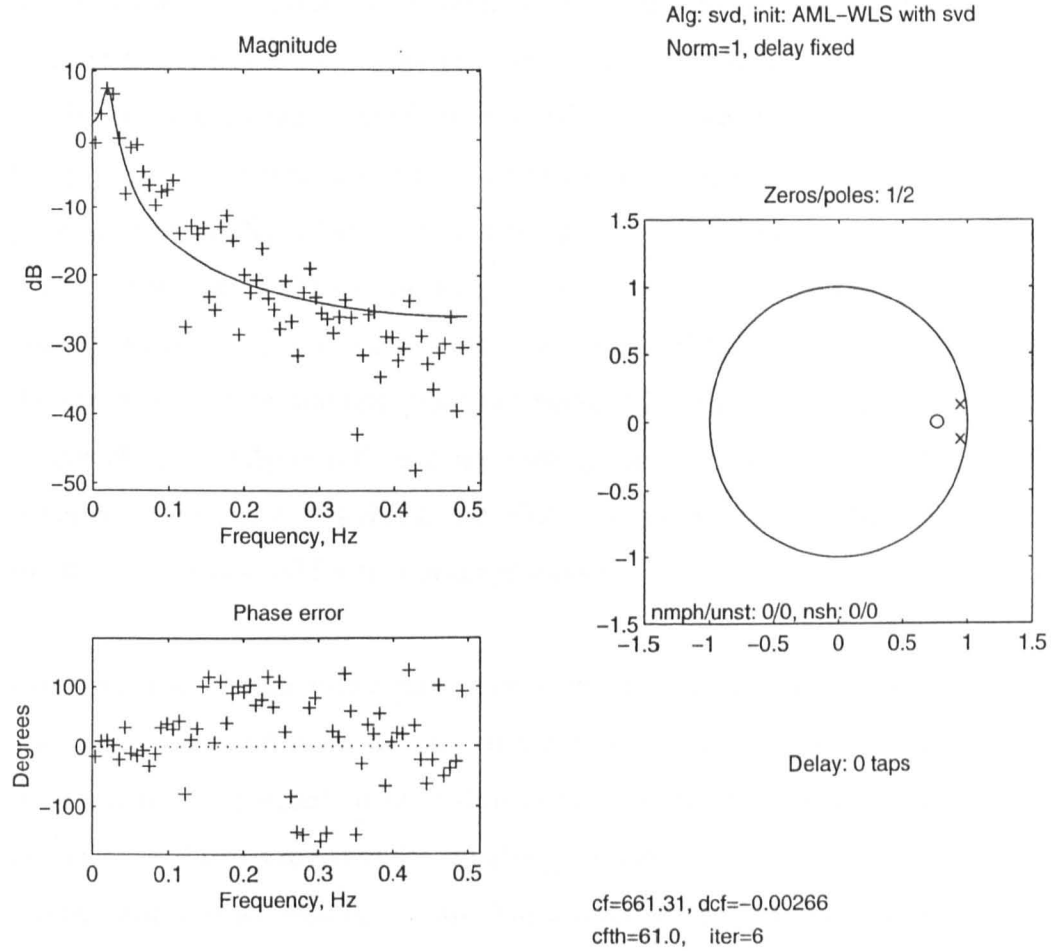 Alg: svd, init: AML-WLS with svd
Norm=1, delay fixed
Magnitude
10
0
-10
-20
-30
-40
-50
dB
0 0.1 0.2 0.3 0.4 0.5
Frequency, Hz
Zeros/poles: 1/2
1.5
1
0.5
0
-0.5
-1
-1.5
nmph/unst: 0/0, nsh: 0/0
-1.5 -1 -0.5 0 0.5 1 1.5
Phase error
100
0
-100
Degrees
0 0.1 0.2 0.3 0.4 0.5
Frequency, Hz
Delay: 0 taps
cf=661.31, dcf=-0.00266
cfth=61.0, iter=6